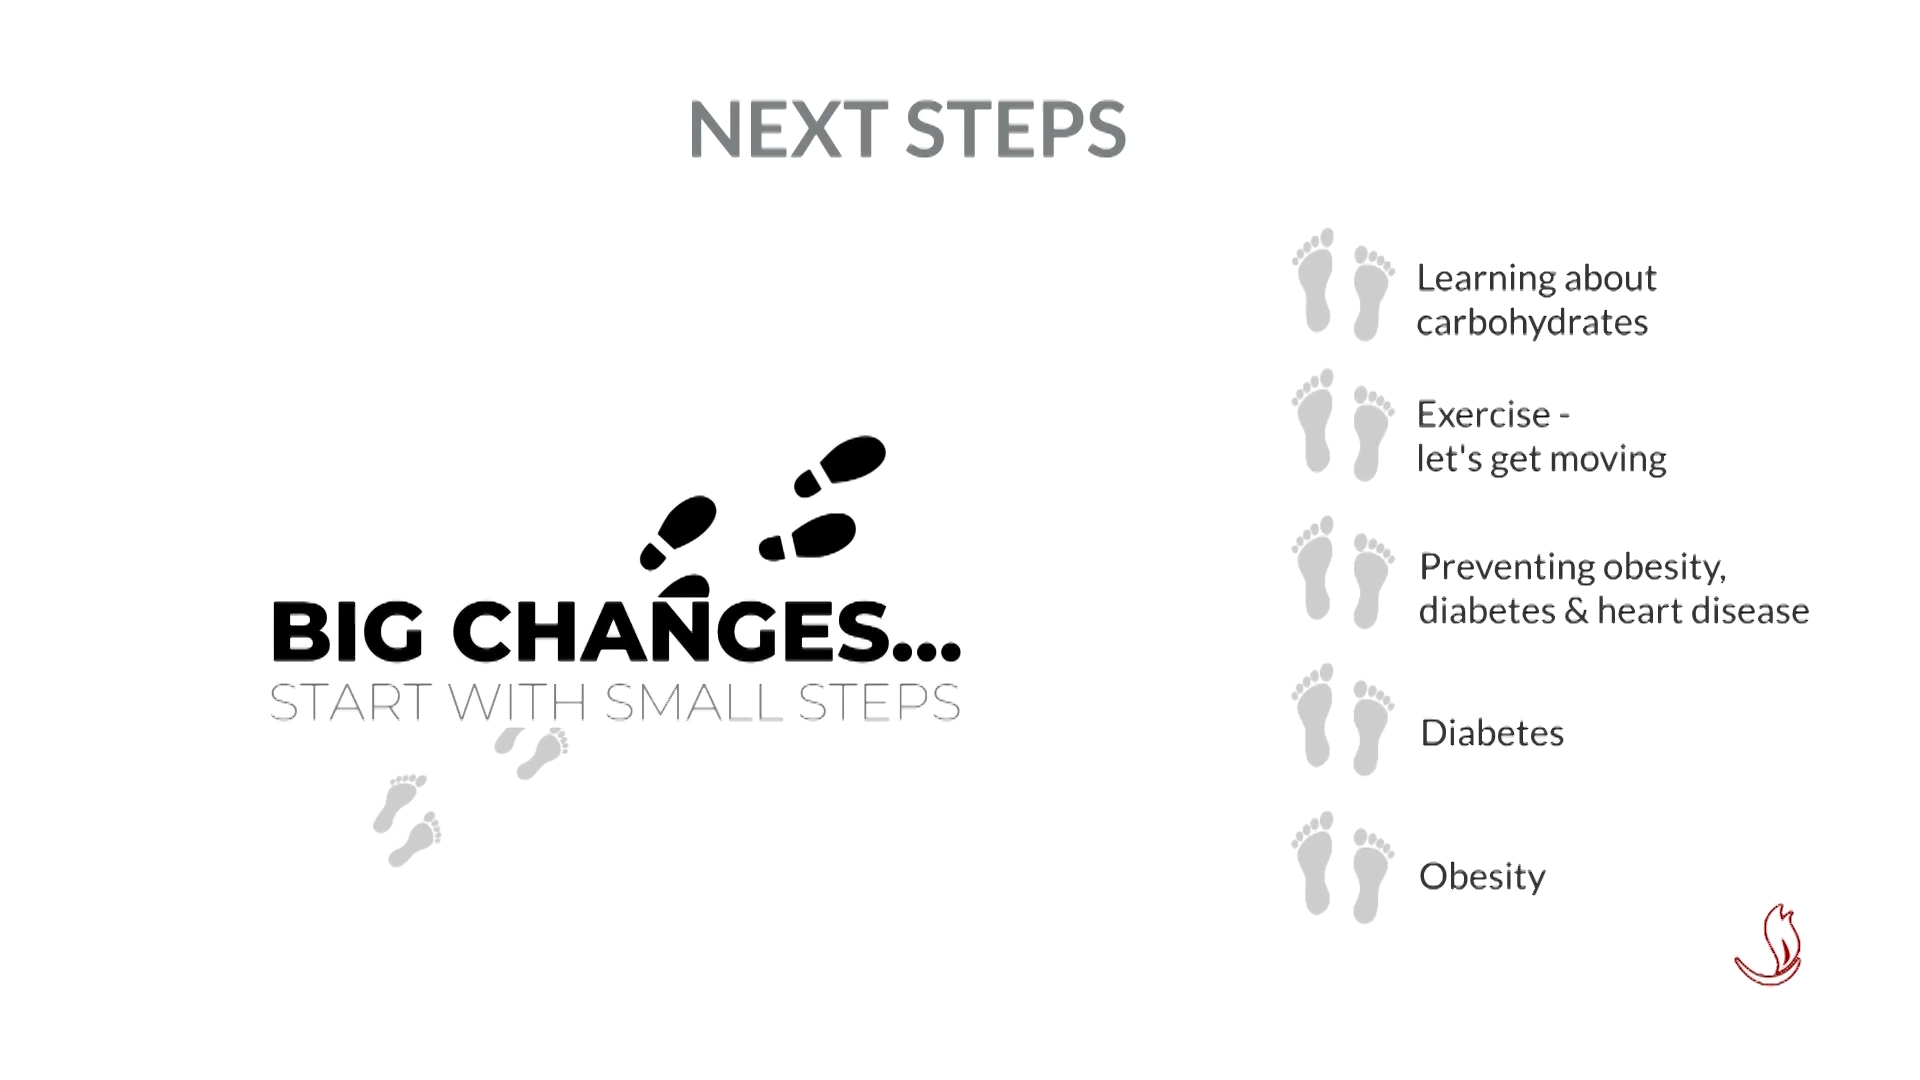 NEXT STEPS
BIG CHANGES...
START WITH SMALL STEPS
Learning about
carbohydrates
Exercise -
let's get moving
Preventing obesity,
diabetes & heart disease
Diabetes
Obesity